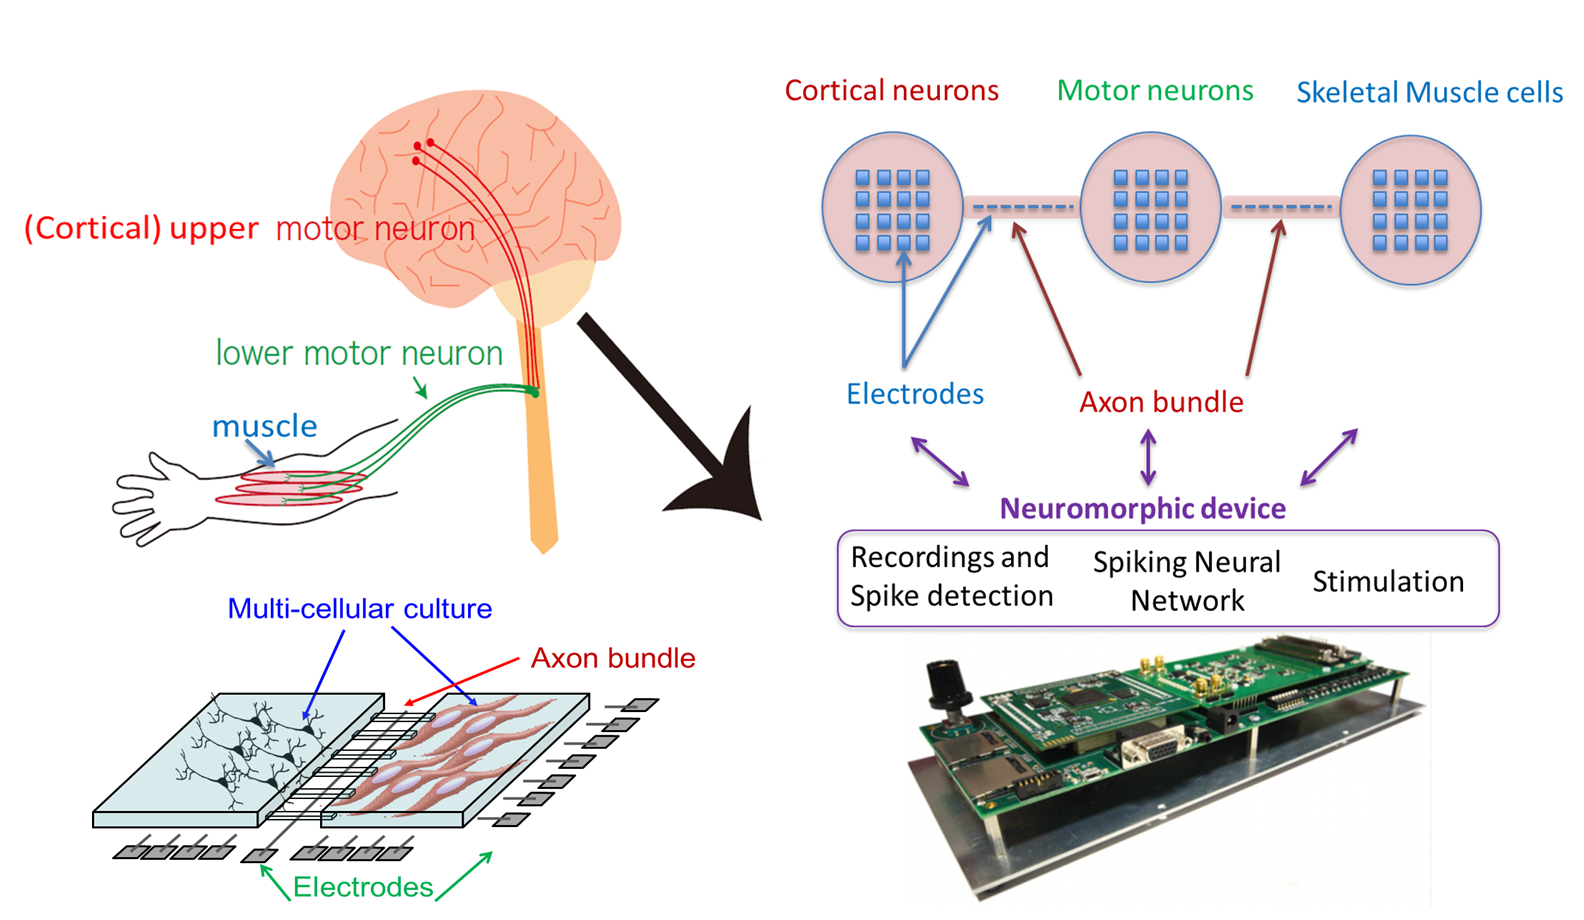 (Cortical) upper motor neuron
lower motor neuron
muscle
Multi-cellular culture
Axon bundle
Electrodes
Cortical neurons
Motor neurons
Skeletal Muscle cells
Electrodes
Axon bundle
Neuromorphic device
Recordings and
Spike detection
Spiking Neural
Network
Stimulation